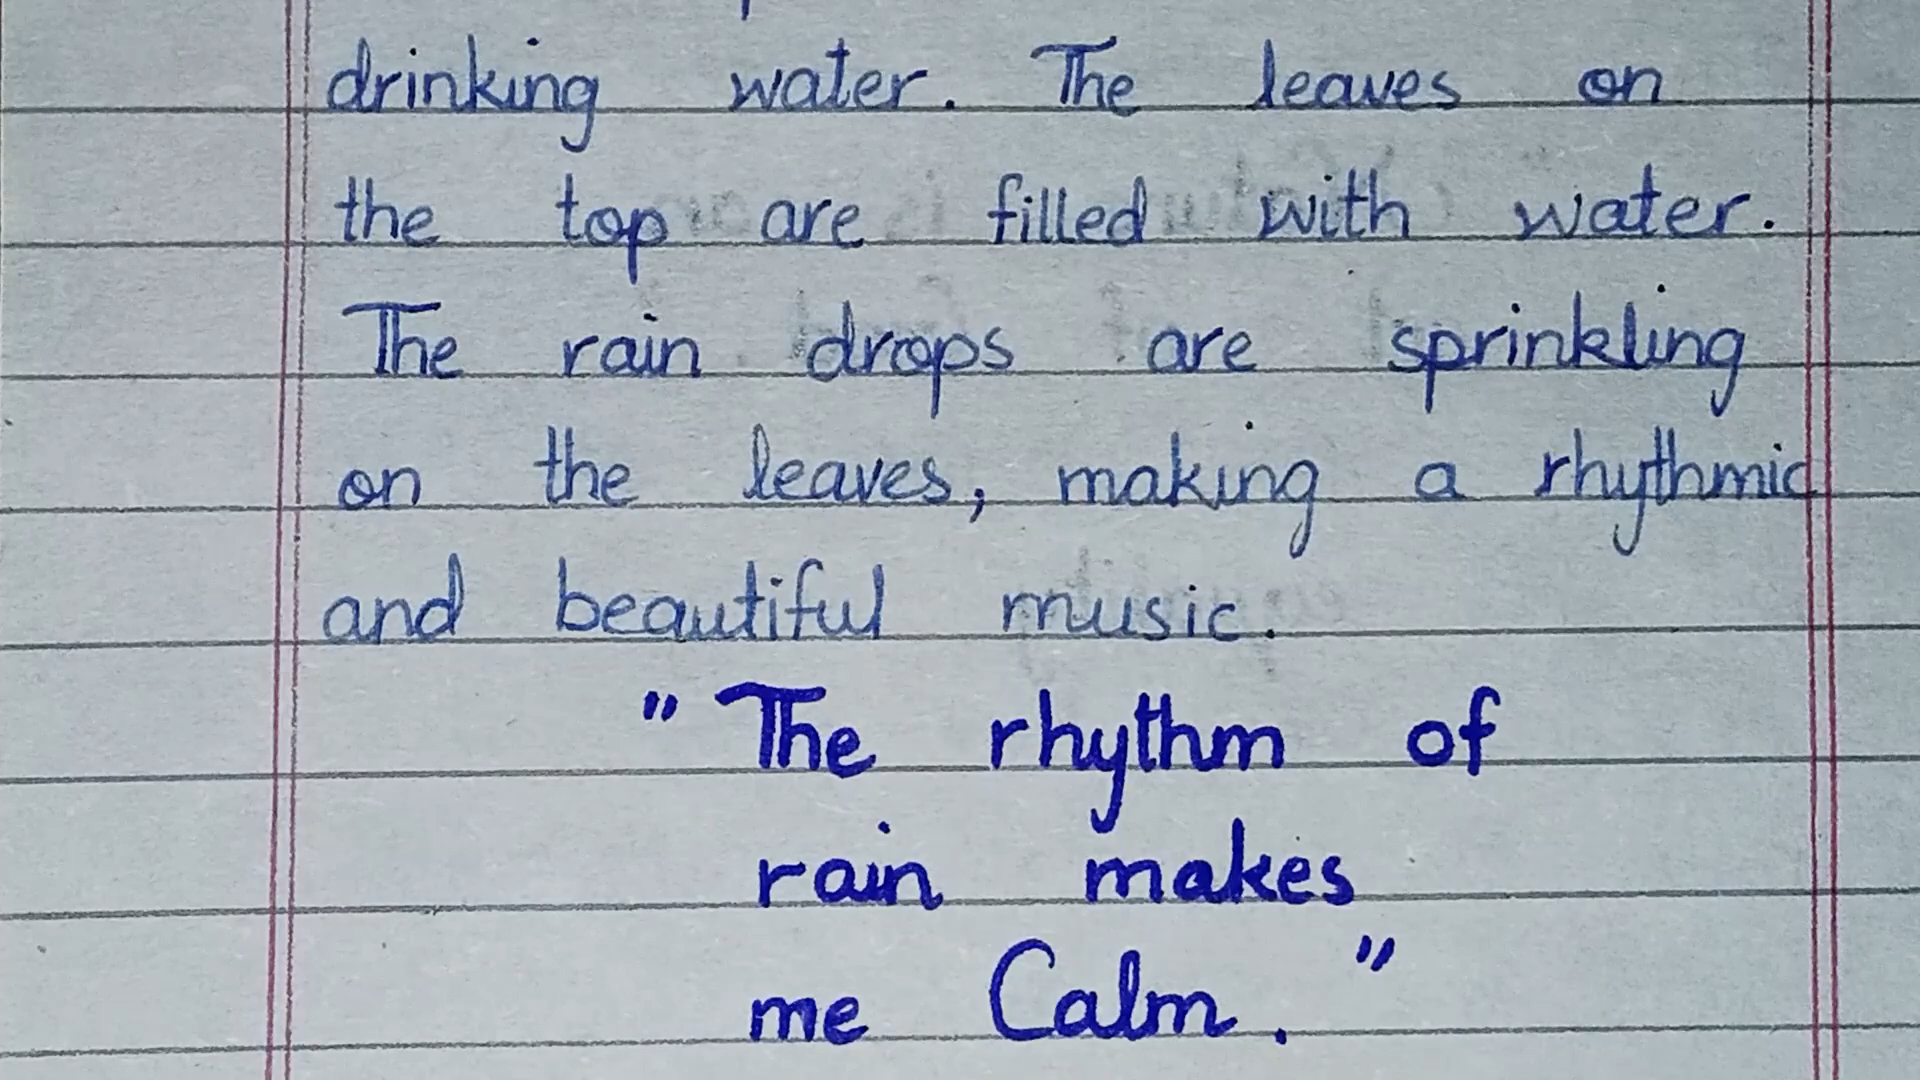 drinking water. The leaves on
the top are filled with water.
The rain drops are sprinkling
on the leaves, making a rhythmic
and beautiful music.
" The rhythm of
rain makes
me Calm. "